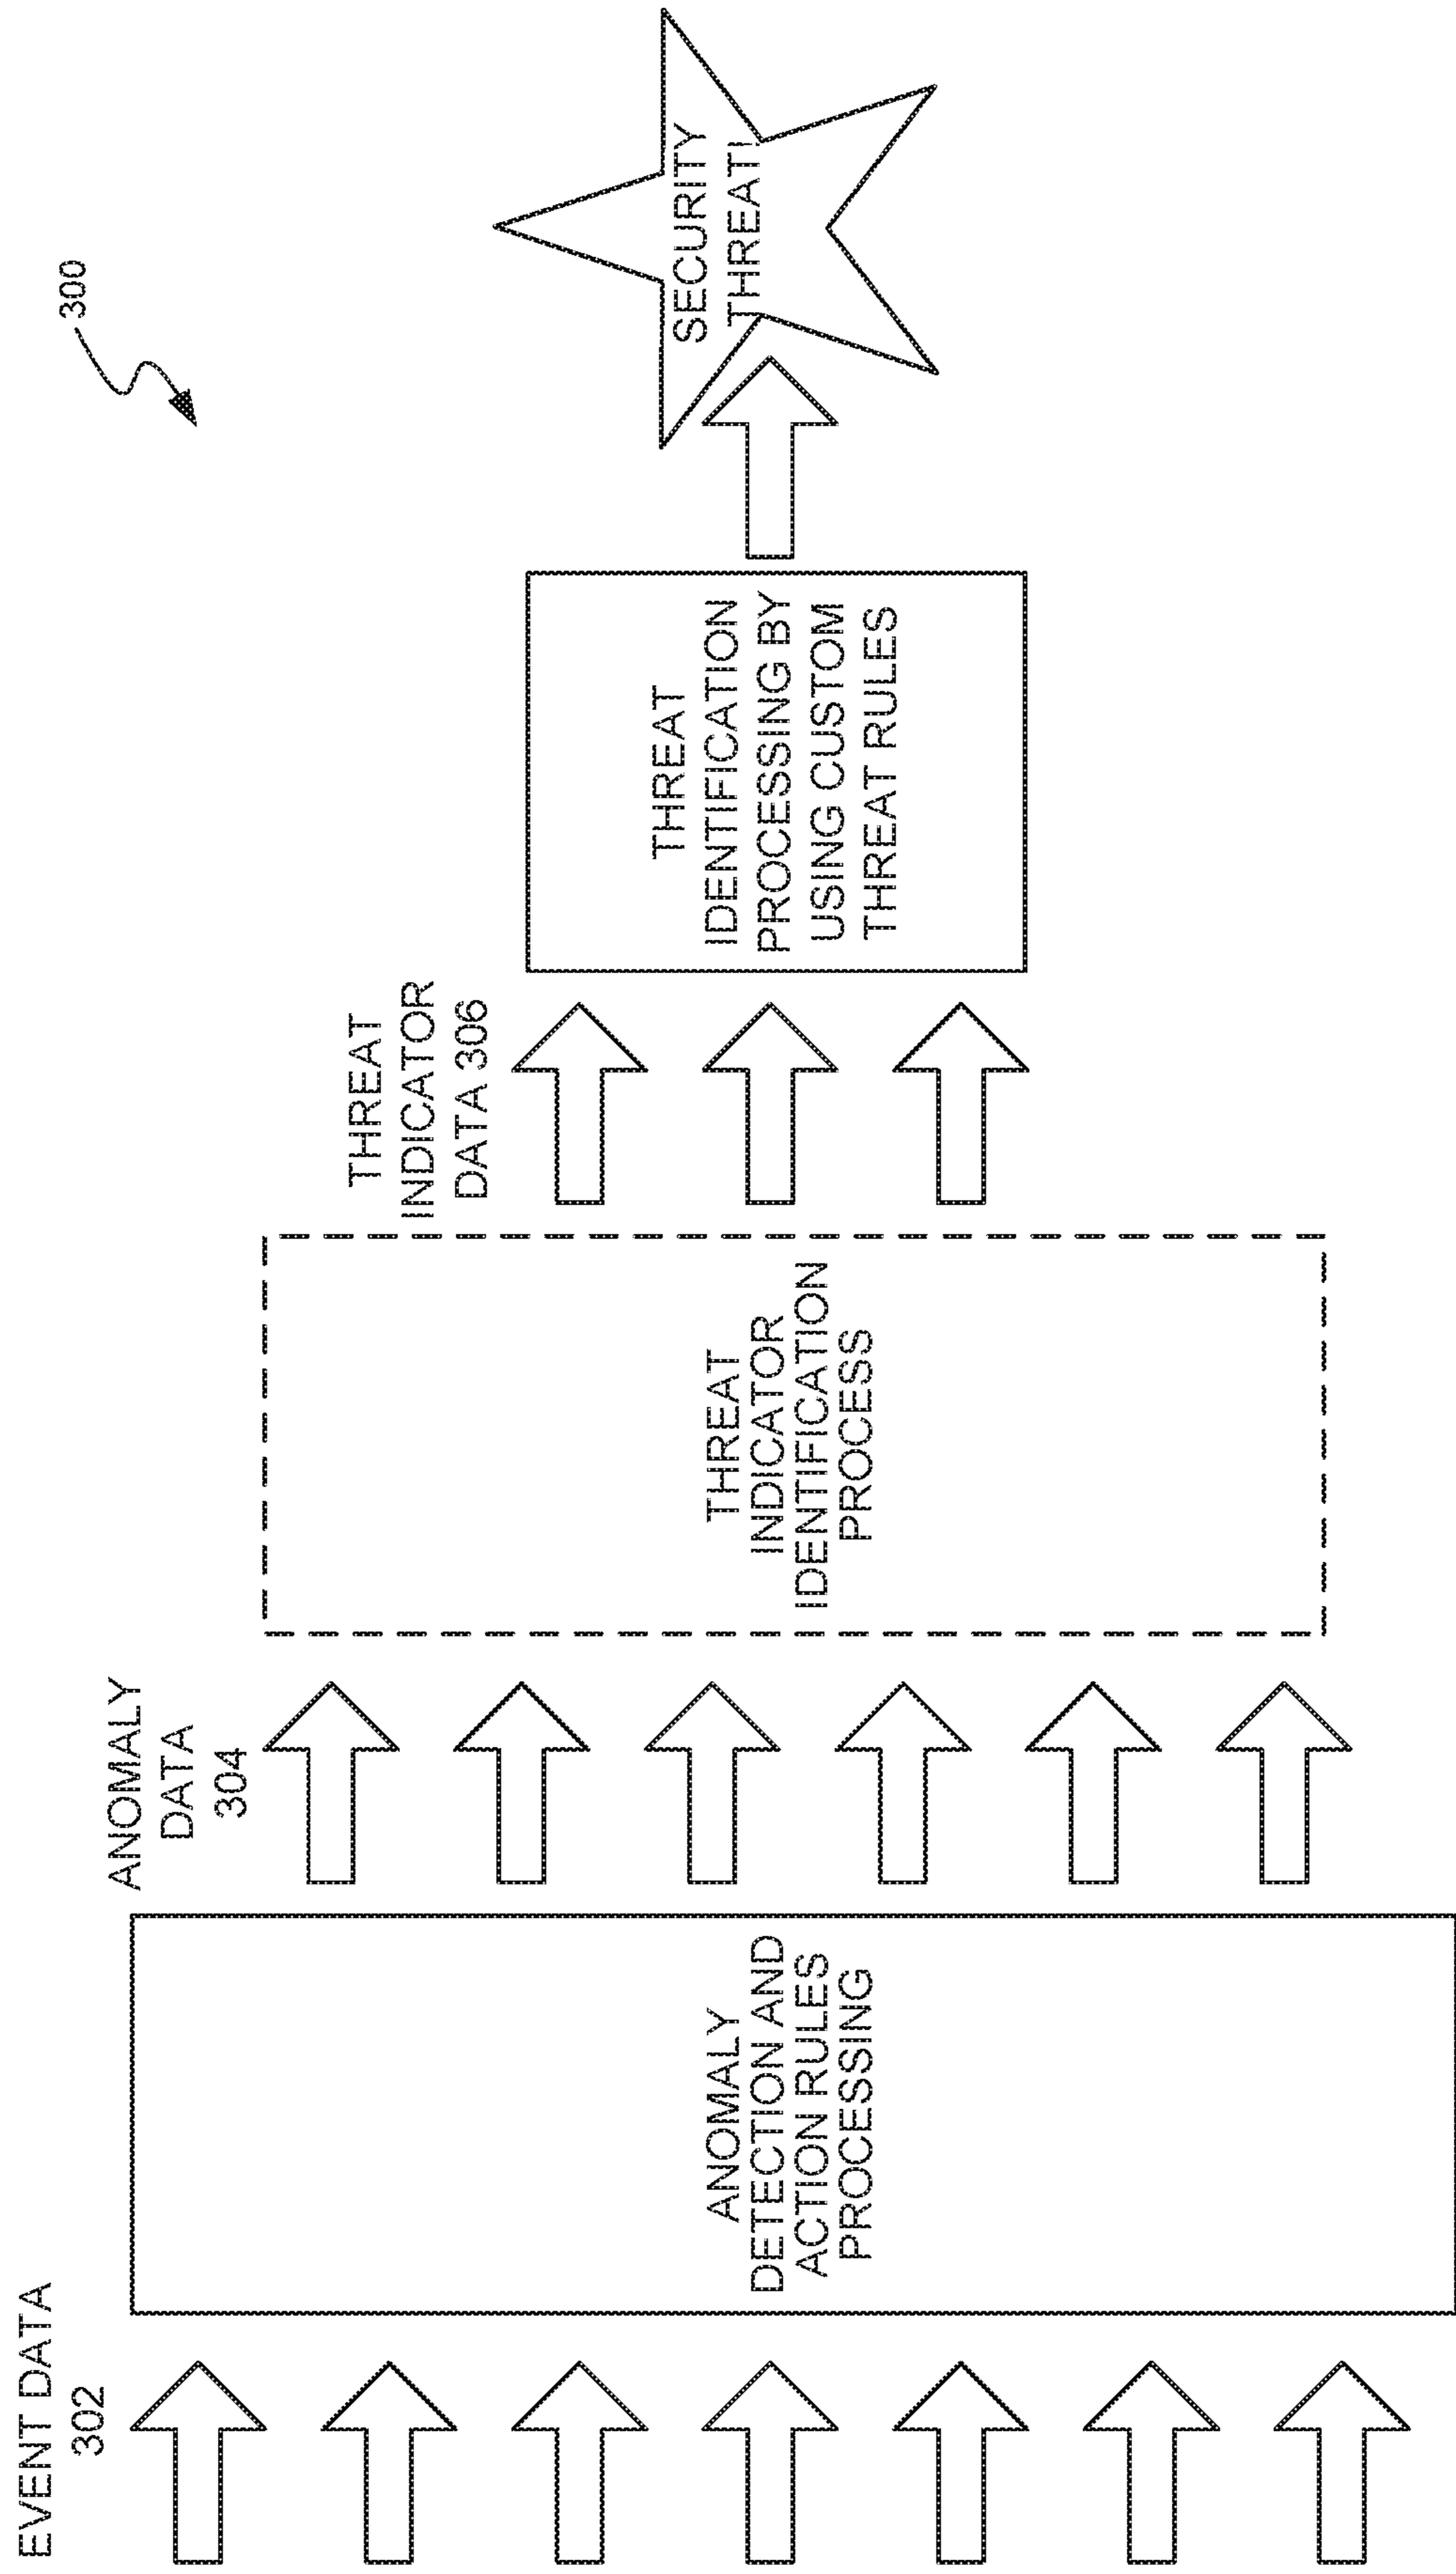 300
EVENT DATA
302
ANOMALY
DETECTION AND
ACTION RULES
PROCESSING
ANOMALY
DATA
304
THREAT
INDICATOR
IDENTIFICATION
PROCESS
THREAT
INDICATOR
DATA 306
THREAT
IDENTIFICATION
PROCESSING BY
USING CUSTOM
THREAT RULES
SECURITY
THREAT!